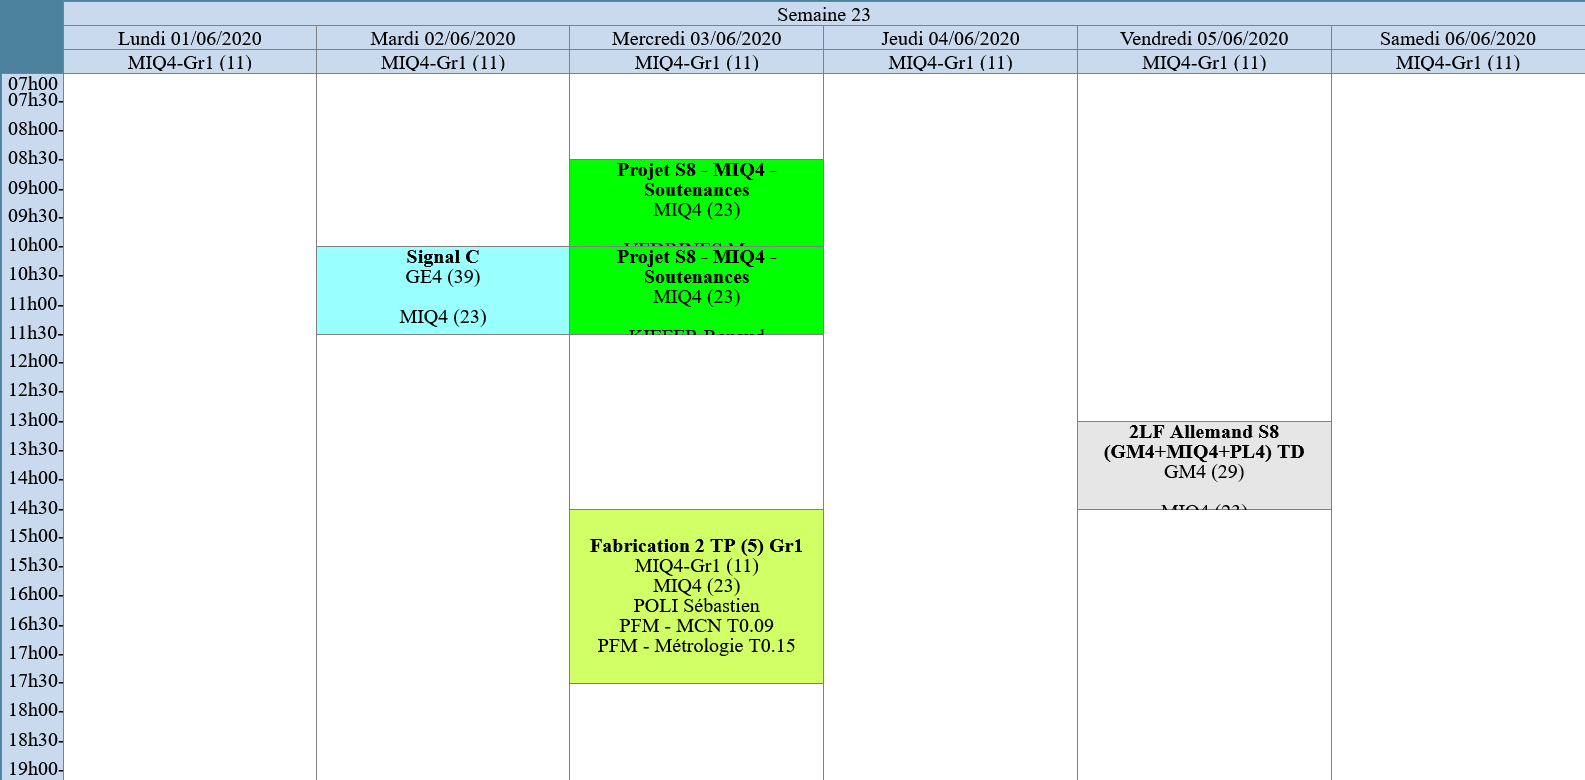 Semaine 23
Lundi 01/06/2020 Mardi 02/06/2020 Mercredi 03/06/2020 Jeudi 04/06/2020 Vendredi 05/06/2020 Samedi 06/06/2020
MIQ4-Gr1 (11) MIQ4-Gr1 (11) MIQ4-Gr1 (11) MIQ4-Gr1 (11) MIQ4-Gr1 (11) MIQ4-Gr1 (11)
07h00
07h30
08h00
08h30
09h00
09h30
10h00
10h30
11h00
11h30
12h00
12h30
13h00
13h30
14h00
14h30
15h00
15h30
16h00
16h30
17h00
17h30
18h00
18h30
19h00
Signal C
GE4 (39)
MIQ4 (23)
Projet S8 - MIQ4 -
Soutenances
MIQ4 (23)
Projet S8 - MIQ4 -
Soutenances
MIQ4 (23)
KIEFER Renaud
Fabrication 2 TP (5) Gr1
MIQ4-Gr1 (11)
MIQ4 (23)
POLI Sébastien
PFM - MCN T0.09
PFM - Métrologie T0.15
2LF Allemand S8
(GM4+MIQ4+PL4) TD
GM4 (29)
MIQ4 (23)